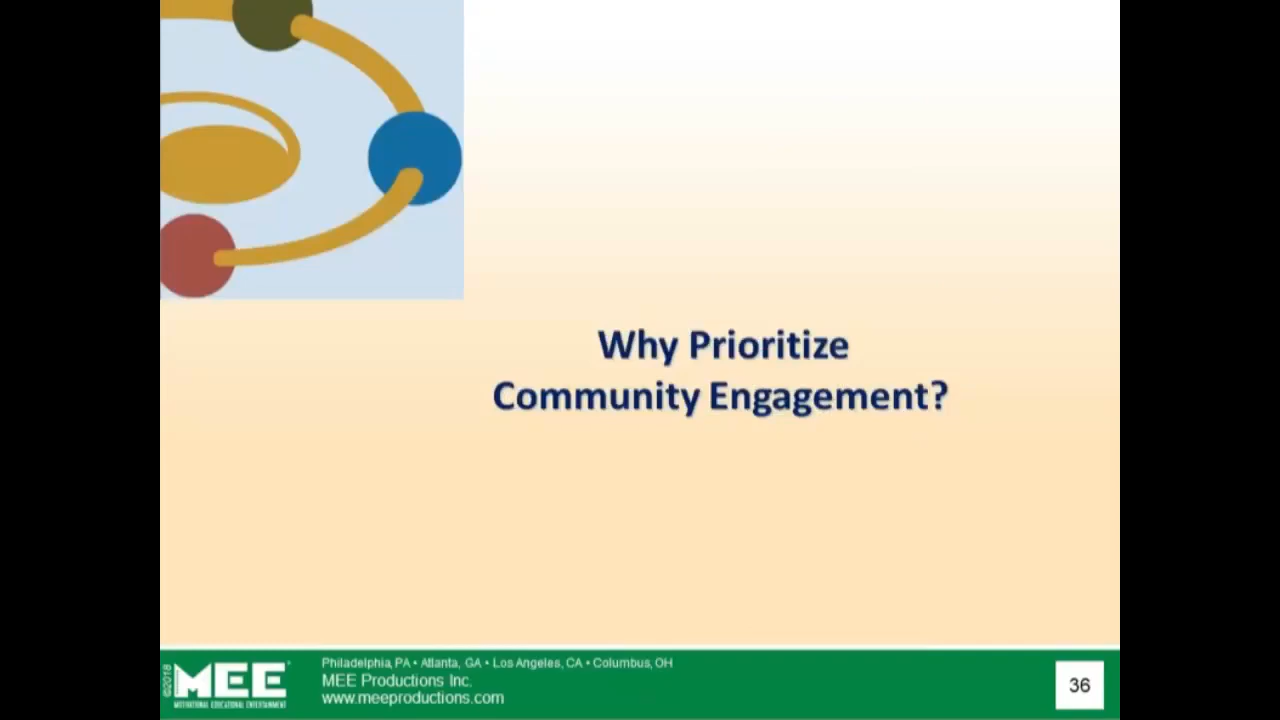 Why Prioritize
Community Engagement?
©2018
MEE
MOTIVATIONAL EDUCATIONAL ENTERTAINMENT
Philadelphia, PA • Atlanta, GA • Los Angeles, CA • Columbus, OH
MEE Productions Inc.
www.meeproductions.com
36